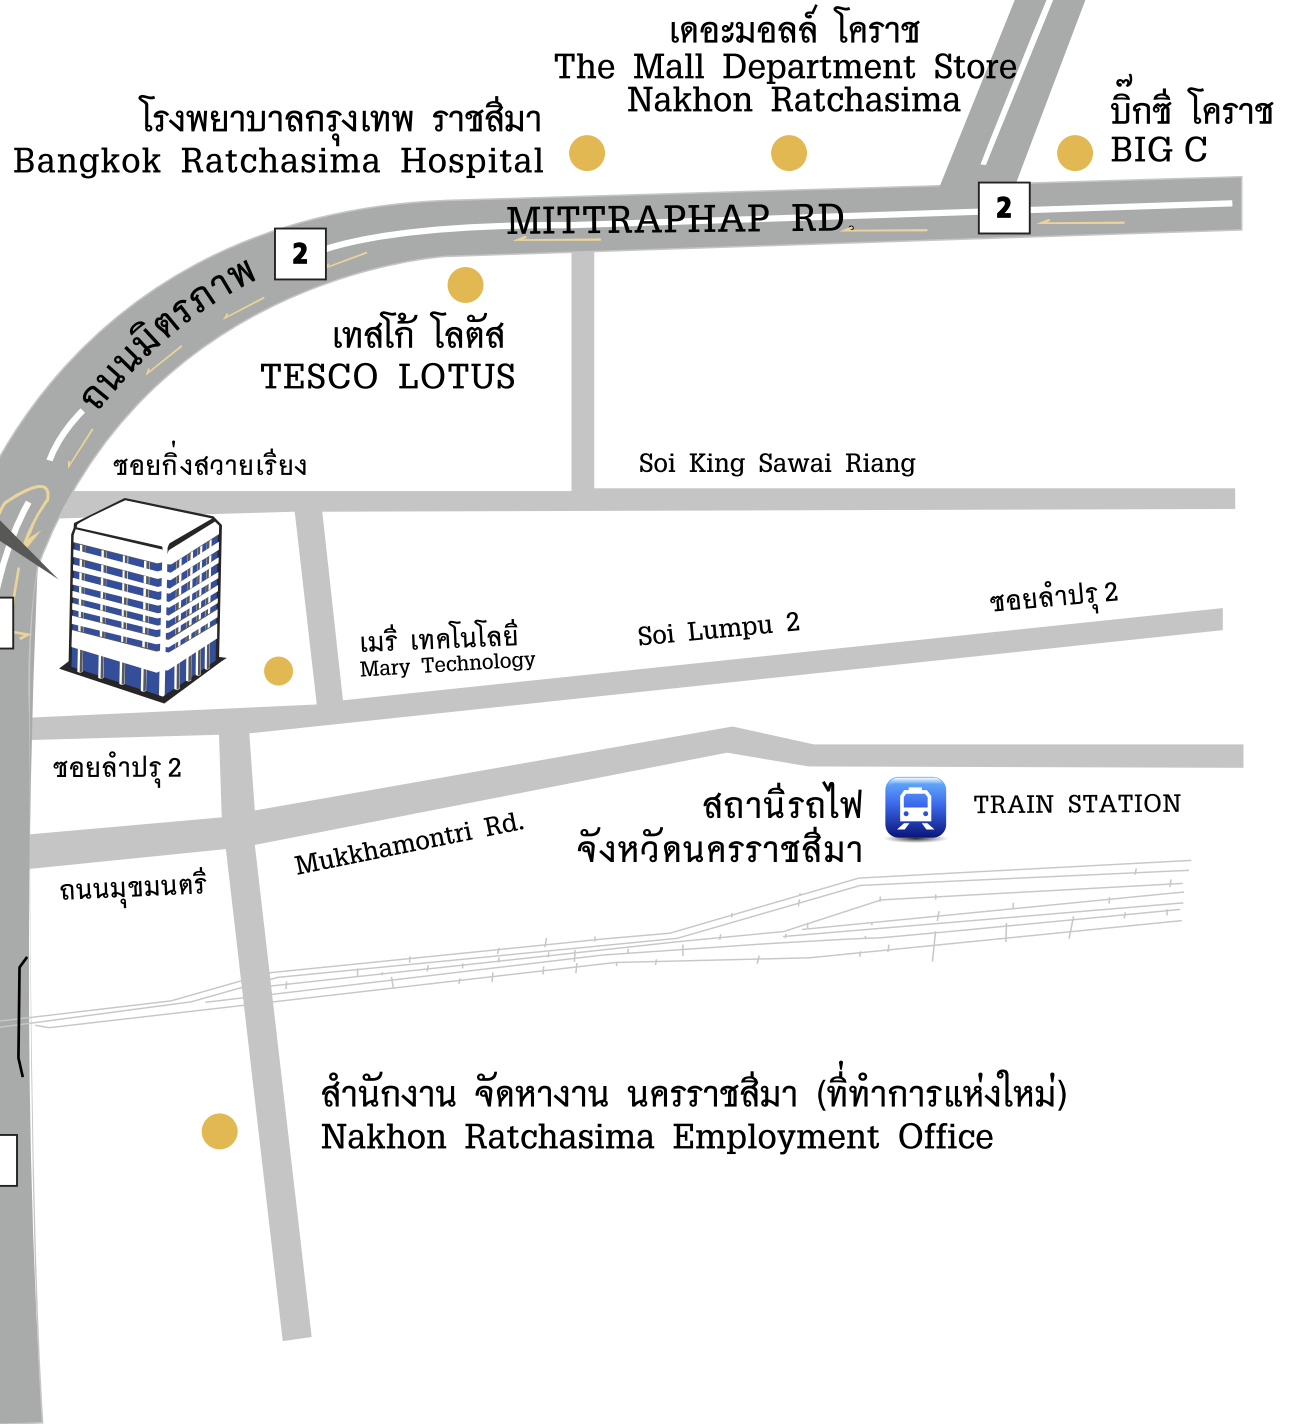 เดอะมอลล์ โคราช
The Mall Department Store
Nakhon Ratchasima
บิ๊กซี โคราช
BIG C
โรงพยาบาลกรุงเทพ ราชสีมา
Bangkok Ratchasima Hospital
MITTRAPHAP RD.
2
2
ถนนมิตรภาพ
เทสโก้ โลตัส
TESCO LOTUS
ซอยกิ่งสวายเรียง
Soi King Sawai Riang
ซอยลำปรุ 2
Soi Lumpu 2
เมรี เทคโนโลยี
Mary Technology
ซอยลำปรุ 2
สถานีรถไฟ
จังหวัดนครราชสีมา
TRAIN STATION
Mukkhamontri Rd.
ถนนมุขมนตรี
สำนักงาน จัดหางาน นครราชสีมา (ที่ทำการแห่งใหม่)
Nakhon Ratchasima Employment Office